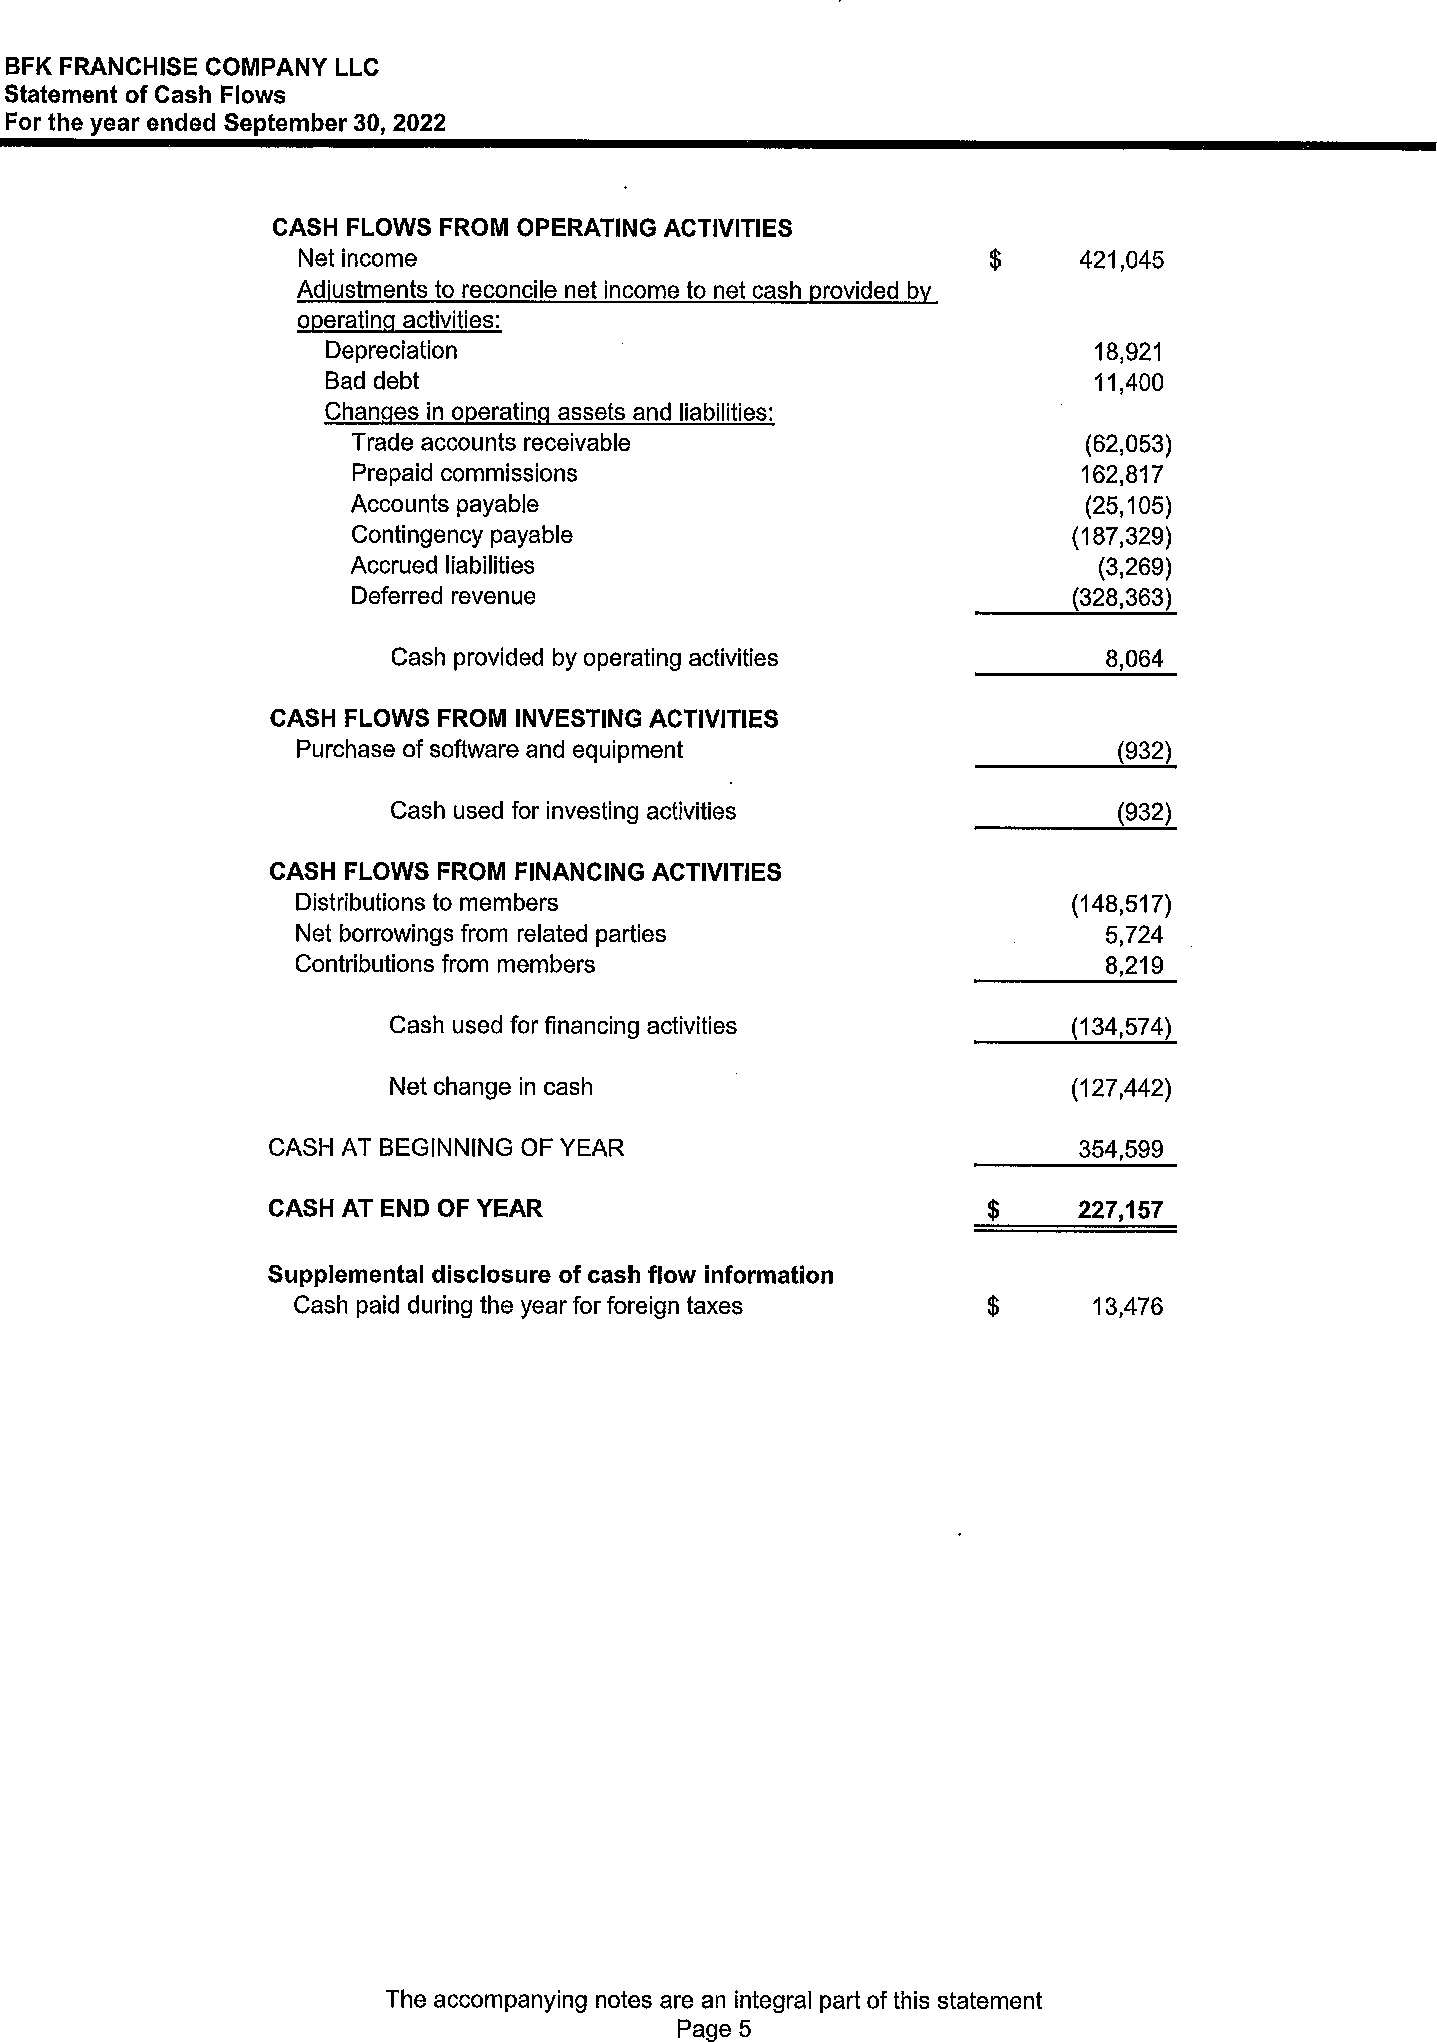 BFK FRANCHISE COMPANY LLC
Statement of Cash Flows
For the year ended September 30, 2022
CASH FLOWS FROM OPERATING ACTIVITIES
Net income $ 421,045
Adjustments to reconcile net income to net cash provided by
operating activities:
Depreciation 18,921
Bad debt 11,400
Changes in operating assets and liabilities:
Trade accounts receivable (62,053)
Prepaid commissions 162,817
Accounts payable (25,105)
Contingency payable (187,329)
Accrued liabilities (3,269)
Deferred revenue (328,363)
Cash provided by operating activities 8,064
CASH FLOWS FROM INVESTING ACTIVITIES
Purchase of software and equipment (932)
Cash used for investing activities (932)
CASH FLOWS FROM FINANCING ACTIVITIES
Distributions to members (148,517)
Net borrowings from related parties 5,724
Contributions from members 8,219
Cash used for financing activities (134,574)
Net change in cash (127,442)
CASH AT BEGINNING OF YEAR 354,599
CASH AT END OF YEAR $ 227,157
Supplemental disclosure of cash flow information
Cash paid during the year for foreign taxes $ 13,476
The accompanying notes are an integral part of this statement
Page 5